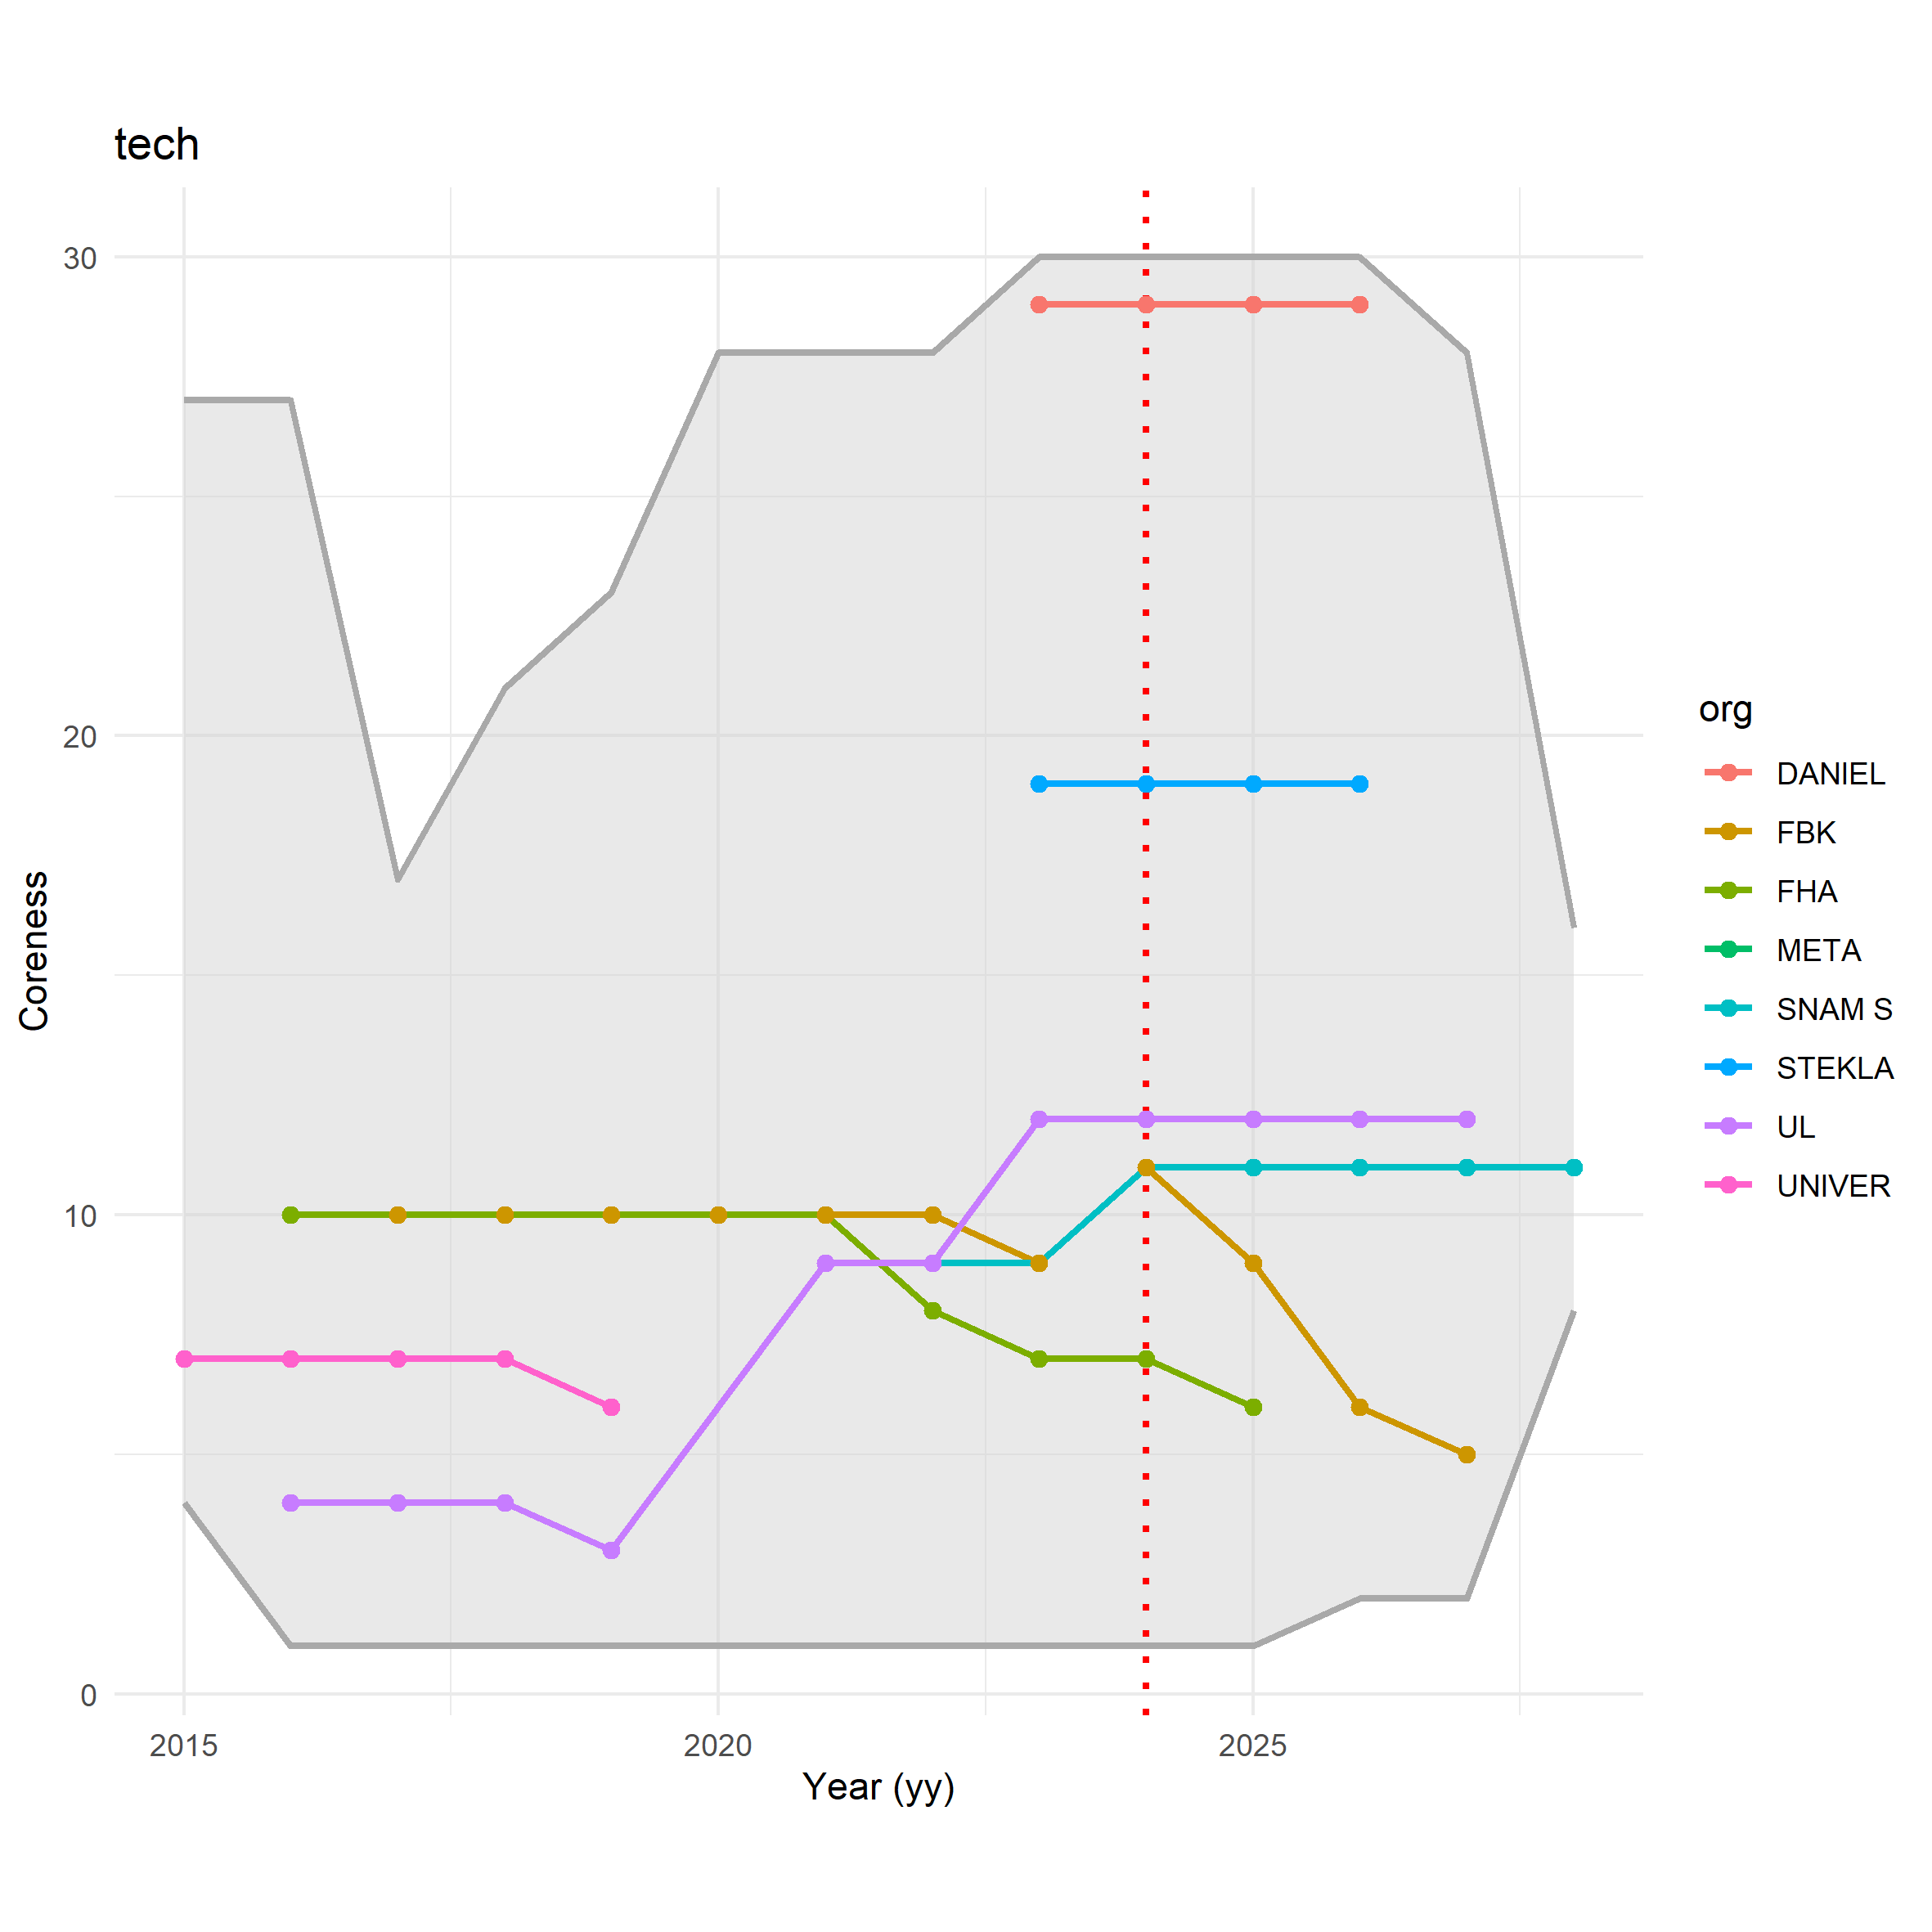 tech
30
20
10
0
Coreness
2015
2020
2025
Year (yy)
org
DANIEL
FBK
FHA
META
SNAM S
STEKLA
UL
UNIVER